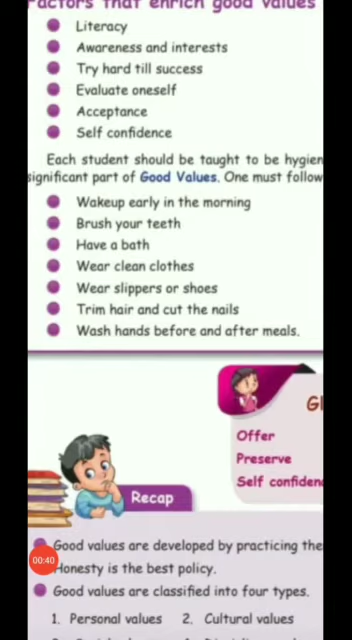 Factors that enrich good values
Literacy
Awareness and interests
Try hard till success
Evaluate oneself
Acceptance
Self confidence
Each student should be taught to be hygien
significant part of Good Values. One must follow
Wakeup early in the morning
Brush your teeth
Have a bath
Wear clean clothes
Wear slippers or shoes
Trim hair and cut the nails
Wash hands before and after meals.
Gl
Offer
Preserve
Self confiden
Recap
Good values are developed by practicing the
Honesty is the best policy.
00:40
Good values are classified into four types.
1. Personal values 2. Cultural values